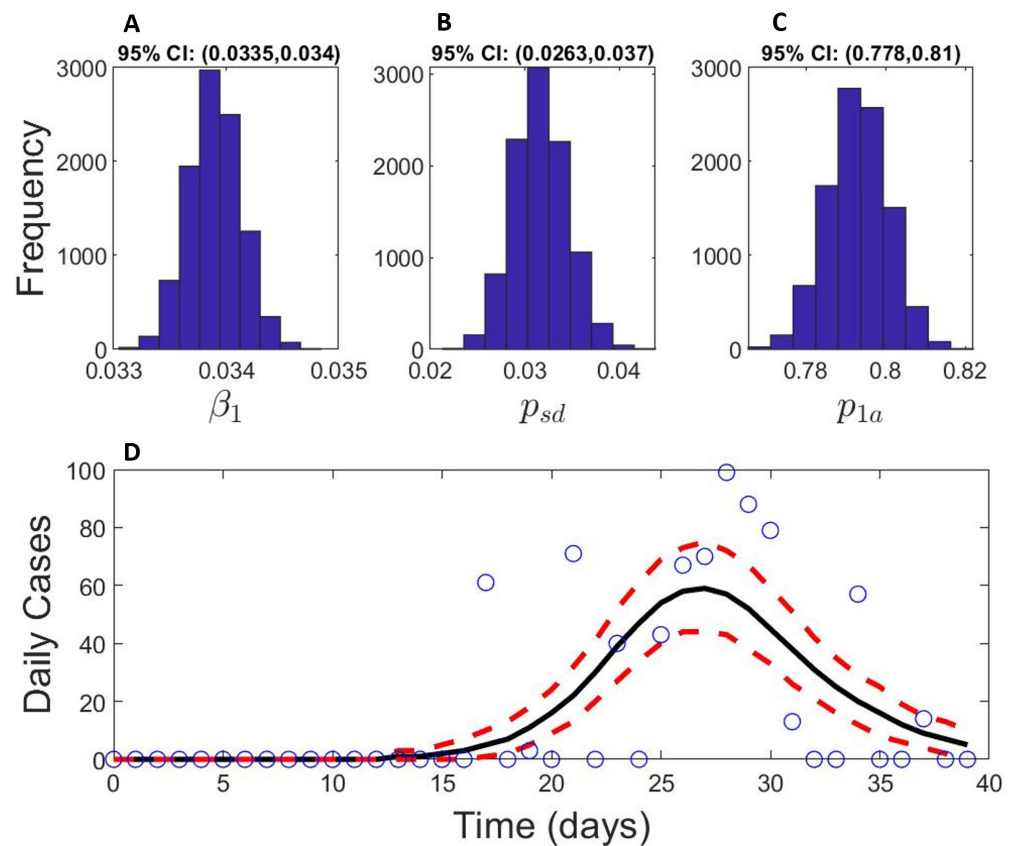 A B C
95% CI: (0.0335,0.034) 95% CI: (0.0263,0.037) 95% CI: (0.778,0.81)
3000 3000 3000
2000 2000 2000
1000 1000 1000
0 0 0
Frequency
0.033 0.034 0.035 0.02 0.03 0.04 0.78 0.8 0.82
β1 psd p1a
D
100
80
60
40
20
0
Daily Cases
0 5 10 15 20 25 30 35 40
Time (days)